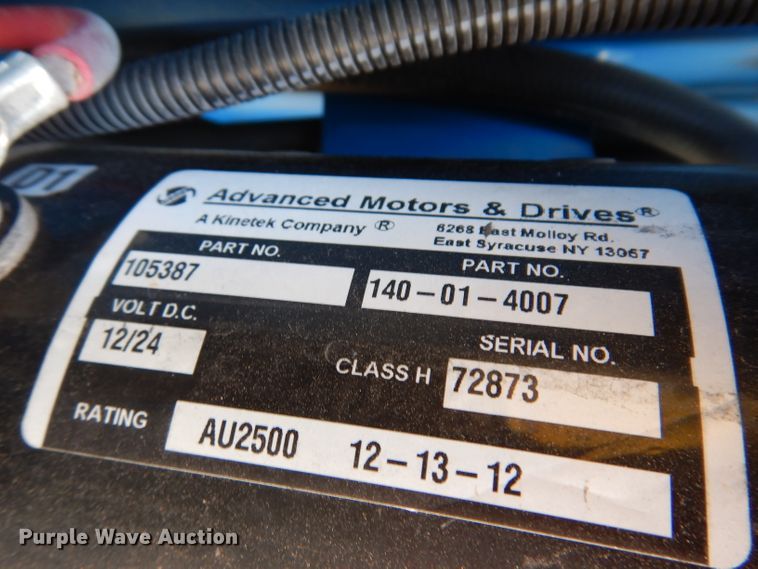 D1
Advanced Motors & Drives®
A Kinetek Company ®
6268 East Molloy Rd.
East Syracuse NY 13057
PART NO.
105387
PART NO.
140-01-4007
VOLT D.C.
12/24
CLASS H
SERIAL NO.
72873
RATING
AU2500 12-13-12
Purple Wave Auction